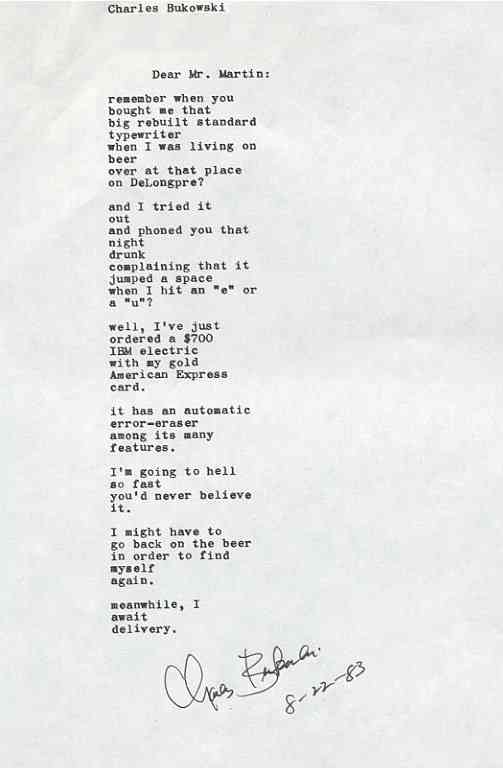 Charles Bukowski
Dear Mr. Martin:
remember when you
bought me that
big rebuilt standard
typewriter
when I was living on
beer
over at that place
on DeLongpre?
and I tried it
out
and phoned you that
night
drunk
complaining that it
jumped a space
when I hit an "e" or
a "u"?
well, I've just
ordered a $700
IBM electric
with my gold
American Express
card.
it has an automatic
error-eraser
among its many
features.
I'm going to hell
so fast
you'd never believe
it.
I might have to
go back on the beer
in order to find
myself
again.
meanwhile, I
await
delivery.
Charles Bukowski
8-22-83